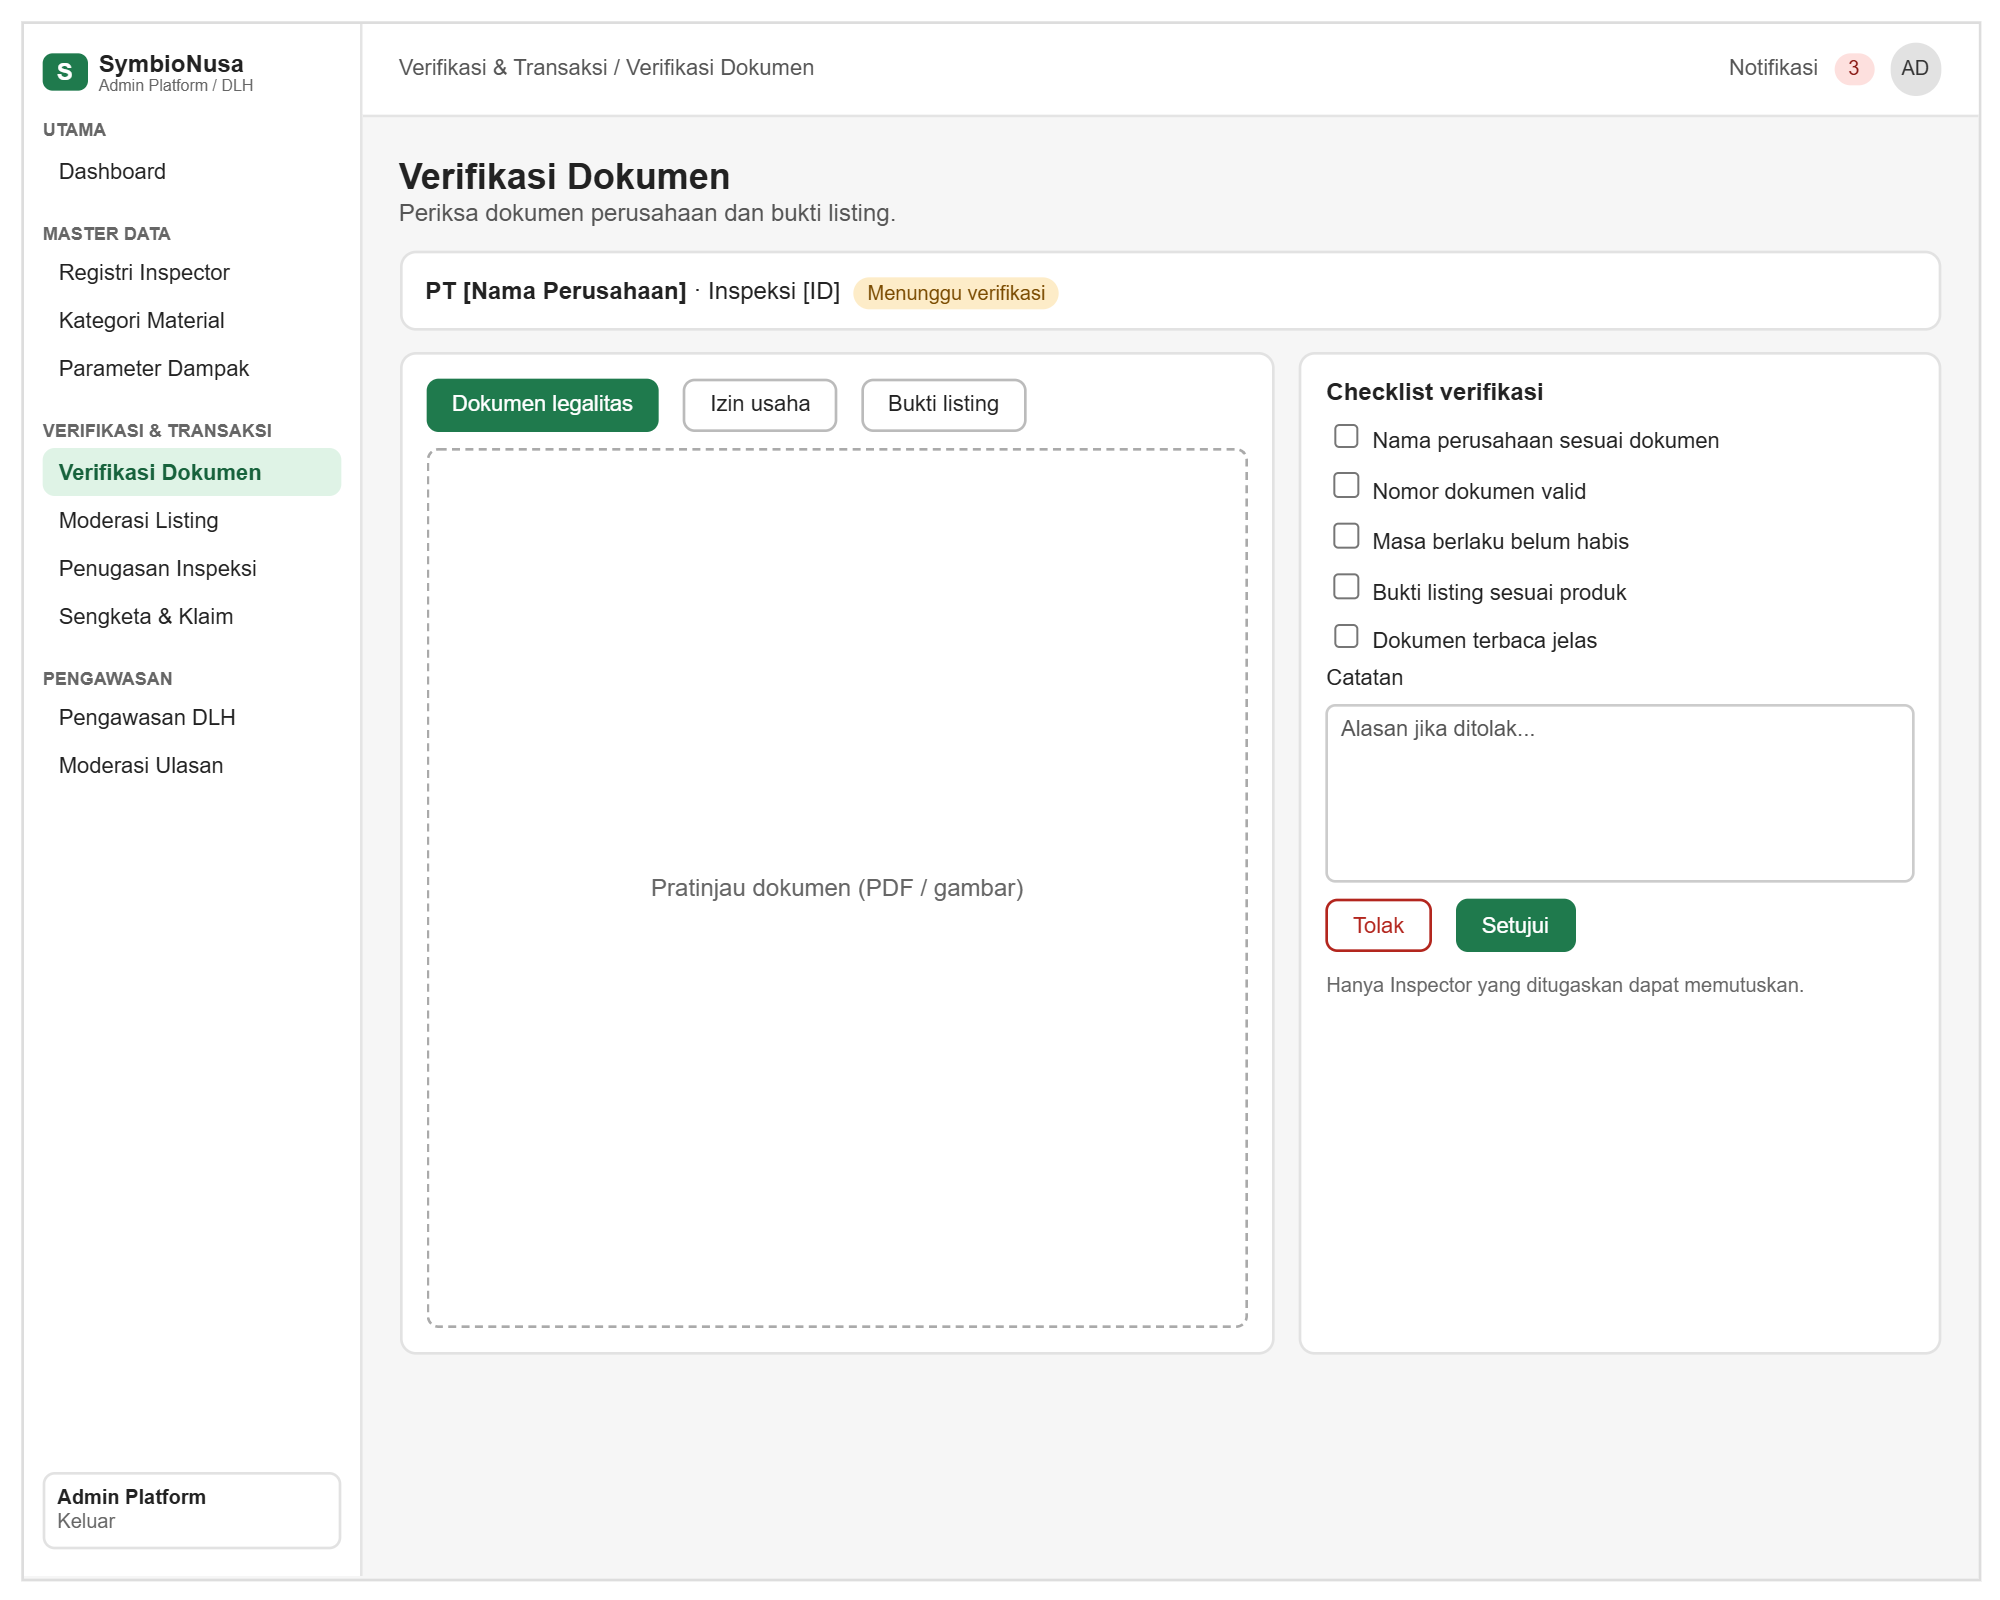 S
SymbioNusa
Admin Platform / DLH
UTAMA
Dashboard
MASTER DATA
Registri Inspector
Kategori Material
Parameter Dampak
VERIFIKASI & TRANSAKSI
Verifikasi Dokumen
Moderasi Listing
Penugasan Inspeksi
Sengketa & Klaim
PENGAWASAN
Pengawasan DLH
Moderasi Ulasan
Admin Platform
Keluar
Verifikasi & Transaksi / Verifikasi Dokumen
Notifikasi 3 AD
Verifikasi Dokumen
Periksa dokumen perusahaan dan bukti listing.
PT [Nama Perusahaan] · Inspeksi [ID] Menunggu verifikasi
Dokumen legalitas Izin usaha Bukti listing
Pratinjau dokumen (PDF / gambar)
Checklist verifikasi
Nama perusahaan sesuai dokumen
Nomor dokumen valid
Masa berlaku belum habis
Bukti listing sesuai produk
Dokumen terbaca jelas
Catatan
Alasan jika ditolak...
Tolak Setujui
Hanya Inspector yang ditugaskan dapat memutuskan.